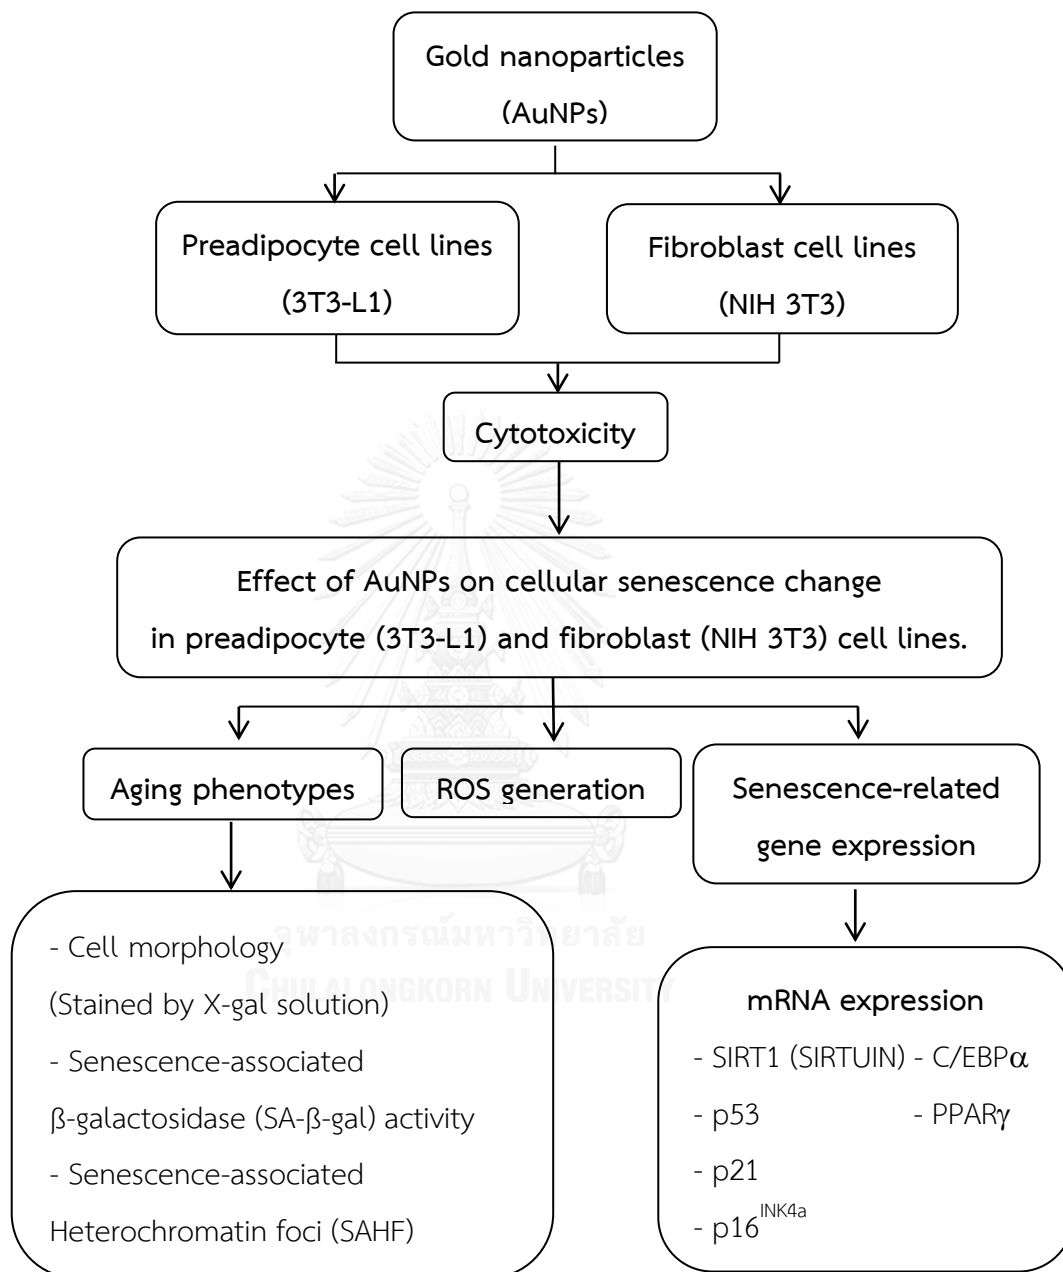 Gold nanoparticles
(AuNPs)
Preadipocyte cell lines
(3T3-L1)
Fibroblast cell lines
(NIH 3T3)
Cytotoxicity
Effect of AuNPs on cellular senescence change
in preadipocyte (3T3-L1) and fibroblast (NIH 3T3) cell lines.
Aging phenotypes
ROS generation
Senescence-related
gene expression
- Cell morphology
(Stained by X-gal solution)
- Senescence-associated
β-galactosidase (SA-β-gal) activity
- Senescence-associated
Heterochromatin foci (SAHF)
mRNA expression
- SIRT1 (SIRTUIN) - C/EBPα
- p53 - PPARγ
- p21
- p16^INK4a
จุฬาลงกรณ์มหาวิทยาลัย
CHULALONGKORN UNIVERSITY